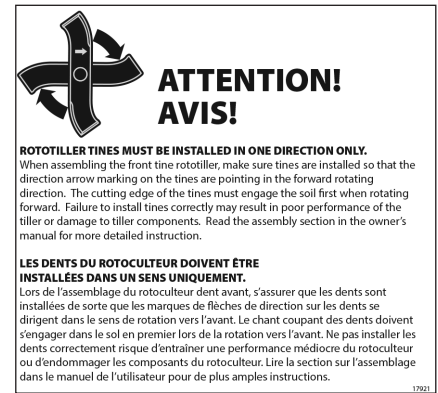 ATTENTION!
AVIS!
ROTOTILLER TINES MUST BE INSTALLED IN ONE DIRECTION ONLY.
When assembling the front tine rototiller, make sure tines are installed so that the
direction arrow marking on the tines are pointing in the forward rotating
direction. The cutting edge of the tines must engage the soil first when rotating
forward. Failure to install tines correctly may result in poor performance of the
tiller or damage to tiller components. Read the assembly section in the owner's
manual for more detailed instruction.
LES DENTS DU ROTOCULTEUR DOIVENT ÊTRE
INSTALLÉES DANS UN SENS UNIQUEMENT.
Lors de l'assemblage du rotoculteur dent avant, s'assurer que les dents sont
installées de sorte que les marques de flèches de direction sur les dents se
dirigent dans le sens de rotation vers l'avant. Le chant coupant des dents doivent
s'engager dans le sol en premier lors de la rotation vers l'avant. Ne pas installer les
dents correctement risque d'entraîner une performance médiocre du rotoculteur
ou d'endommager les composants du rotoculteur. Lire la section sur l'assemblage
dans le manuel de l'utilisateur pour de plus amples instructions.
17921